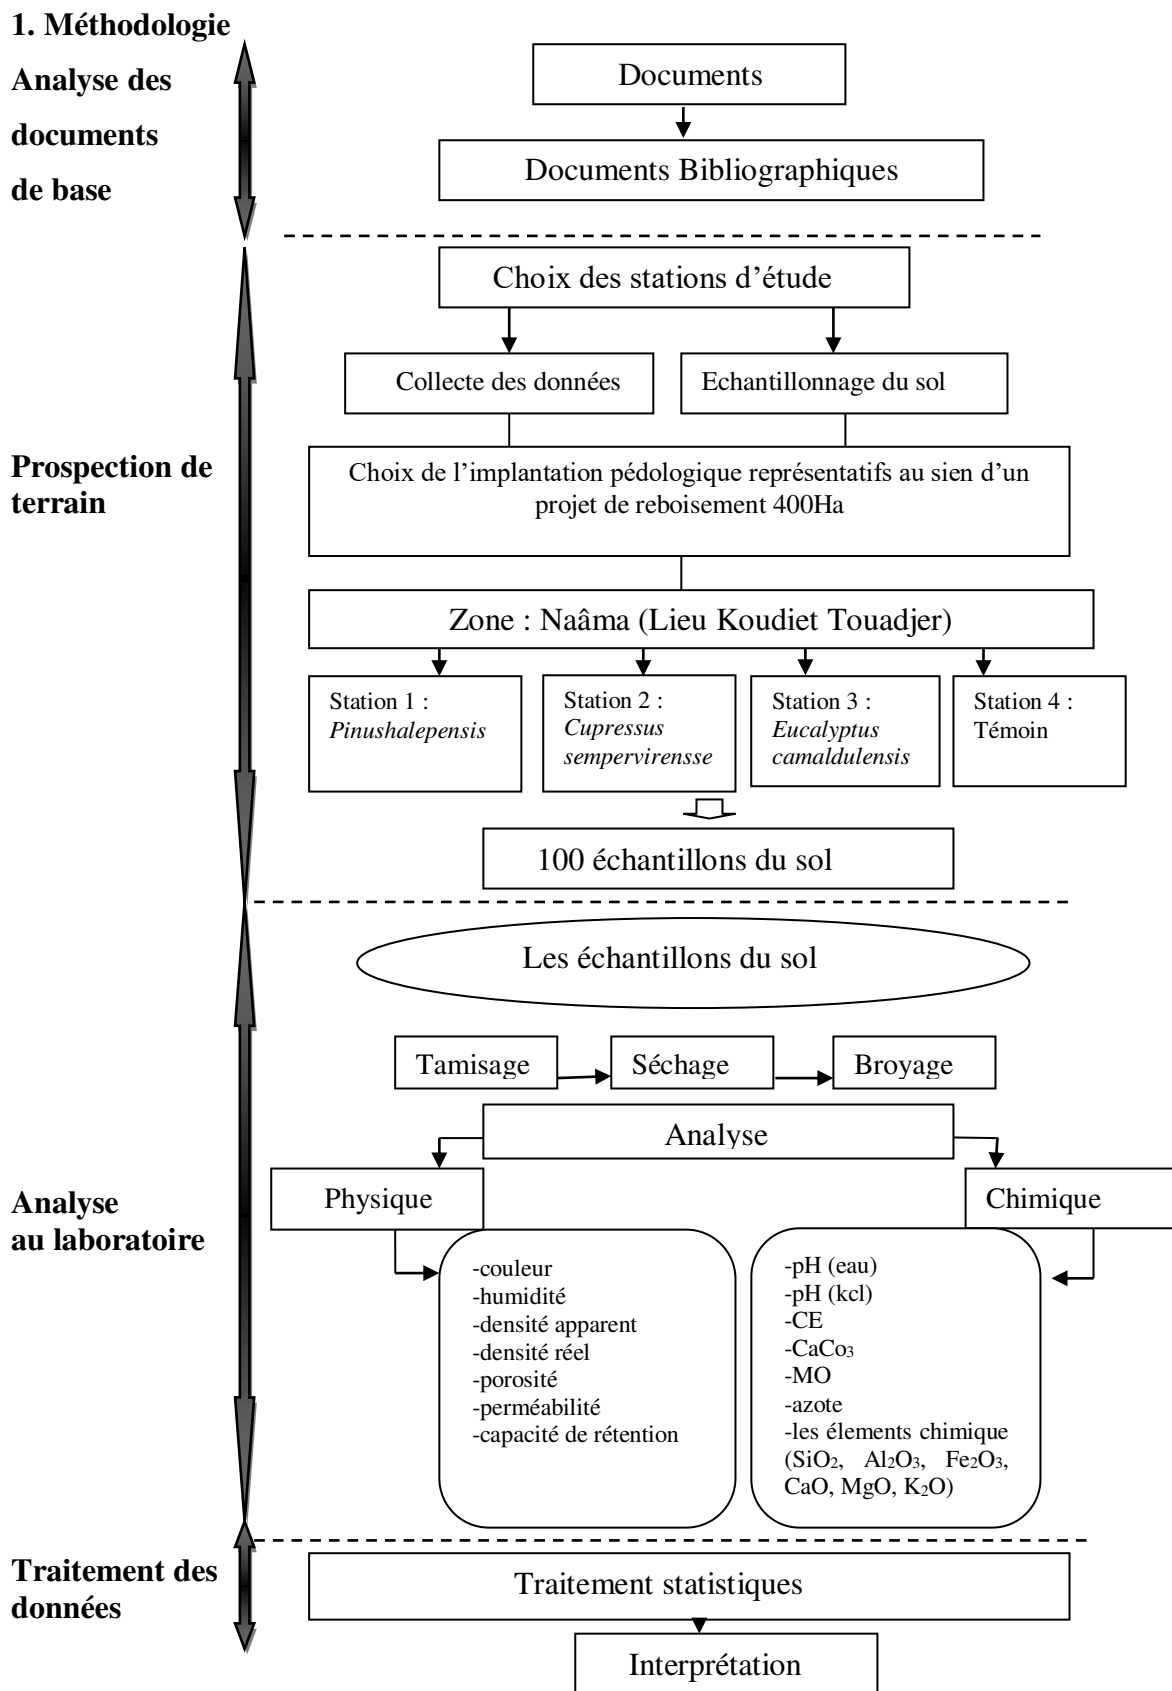 1. Méthodologie
Analyse des
documents
de base
Documents
Documents Bibliographiques
Choix des stations d'étude
Collecte des données
Echantillonnage du sol
Prospection de
terrain
Choix de l'implantation pédologique représentatifs au sien d'un
projet de reboisement 400Ha
Zone : Naâma (Lieu Koudiet Touadjer)
Station 1 :
Pinushalepensis
Station 2 :
Cupressus
sempervirensse
Station 3 :
Eucalyptus
camaldulensis
Station 4 :
Témoin
100 échantillons du sol
Les échantillons du sol
Tamisage
Séchage
Broyage
Analyse
Analyse
au laboratoire
Physique
Chimique
-couleur
-humidité
-densité apparent
-densité réel
-porosité
-perméabilité
-capacité de rétention
-pH (eau)
-pH (kcl)
-CE
-CaCo₃
-MO
-azote
-les élements chimique
(SiO₂, Al₂O₃, Fe₂O₃,
CaO, MgO, K₂O)
Traitement des
données
Traitement statistiques
Interprétation